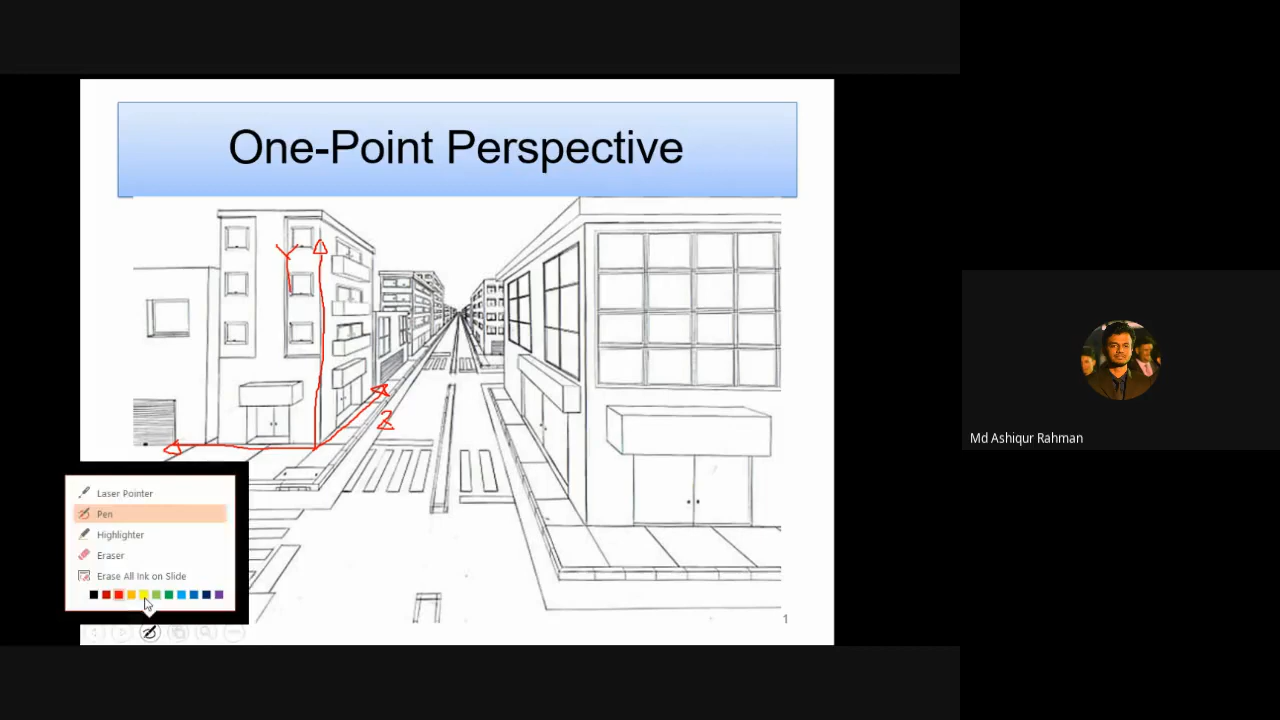 One-Point Perspective
Y
Z
Md Ashiqur Rahman
Laser Pointer
Pen
Highlighter
Eraser
Erase All Ink on Slide
1